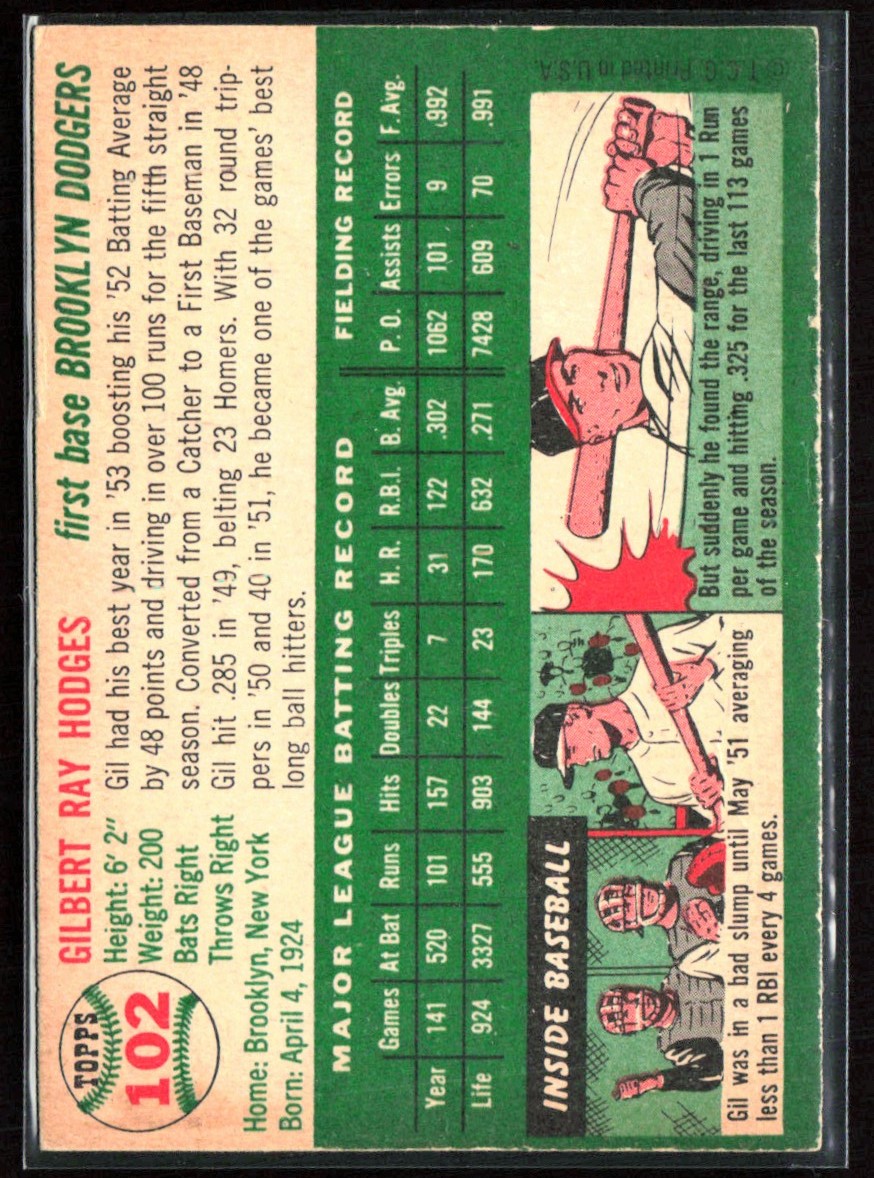 TOPPS
102
GILBERT RAY HODGES first base BROOKLYN DODGERS
Height: 6' 2"
Weight: 200
Bats Right
Throws Right
Home: Brooklyn, New York
Born: April 4, 1924
Gil had his best year in '53 boosting his '52 Batting Average
by 48 points and driving in over 100 runs for the fifth straight
season. Converted from a Catcher to a First Baseman in '48
Gil hit .285 in '49, belting 23 Homers. With 32 round trip-
pers in '50 and 40 in '51, he became one of the games' best
long ball hitters.
MAJOR LEAGUE BATTING RECORD FIELDING RECORD
Games At Bat Runs Hits Doubles Triples H. R. R.B.I. B. Avg. P. O. Assists Errors F. Avg.
Year 141 520 101 157 22 7 31 122 .302 1062 101 9 .992
Life 924 3327 555 903 144 23 170 632 .271 7428 609 70 .991
INSIDE BASEBALL
Gil was in a bad slump until May '51 averaging
less than 1 RBI every 4 games.
But suddenly he found the range, driving in 1 Run
per game and hitting .325 for the last 113 games
of the season.
© T. C. G. Printed in U.S.A.